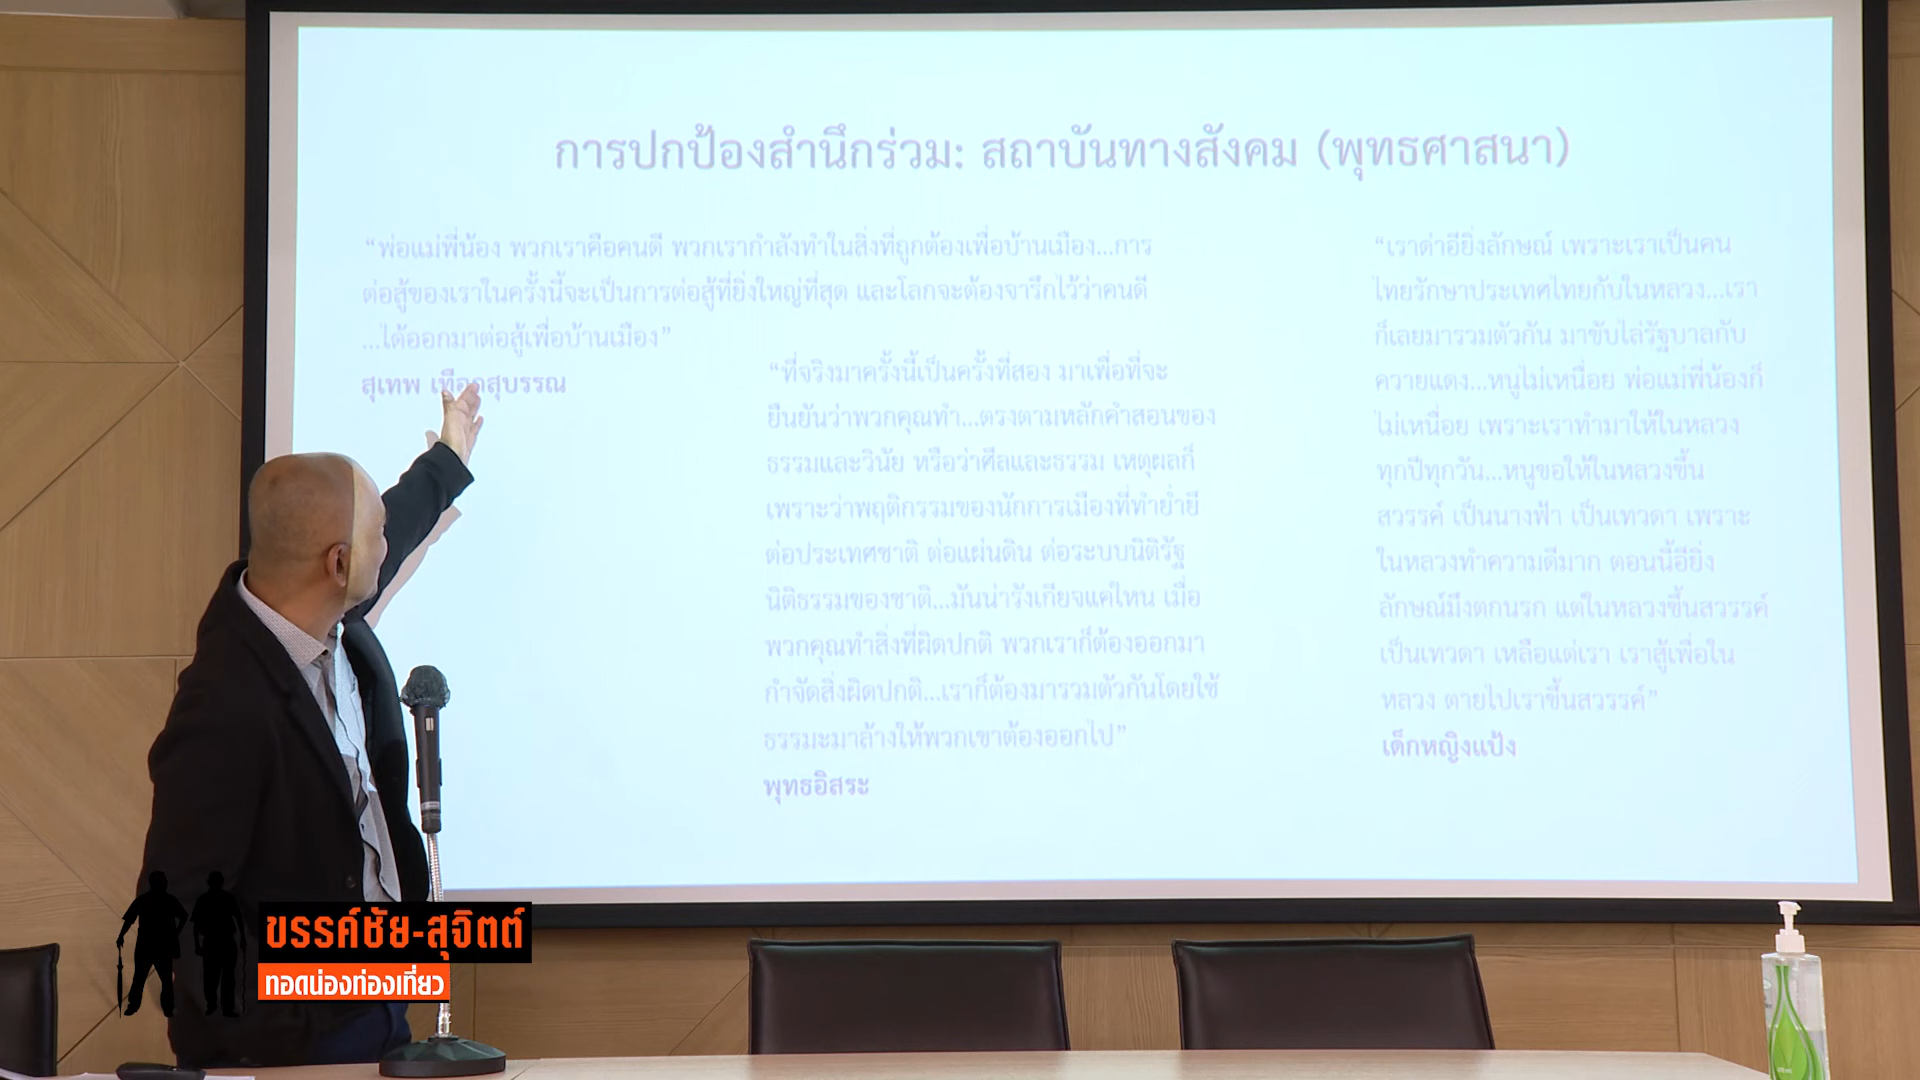 การปกป้องสำนึกร่วม: สถาบันทางสังคม (พุทธศาสนา)
“พ่อแม่พี่น้อง พวกเราคือคนดี พวกเรากำลังทำในสิ่งที่ถูกต้องเพื่อบ้านเมือง...การ
ต่อสู้ของเราในครั้งนี้จะเป็นการต่อสู้ที่ยิ่งใหญ่ที่สุด และโลกจะต้องจารึกไว้ว่าคนดี
...ได้ออกมาต่อสู้เพื่อบ้านเมือง”
สุเทพ เทือกสุบรรณ
“ที่จริงมาครั้งนี้เป็นครั้งที่สอง มาเพื่อที่จะ
ยืนยันว่าพวกคุณทำ...ตรงตามหลักคำสอนของ
ธรรมและวินัย หรือว่าศีลและธรรม เหตุผลก็
เพราะว่าพฤติกรรมของนักการเมืองที่ทำย่ำยี
ต่อประเทศชาติ ต่อแผ่นดิน ต่อระบบนิติรัฐ
นิติธรรมของชาติ...มันน่ารังเกียจแค่ไหน เมื่อ
พวกคุณทำสิ่งที่ผิดปกติ พวกเราก็ต้องออกมา
กำจัดสิ่งผิดปกติ...เราก็ต้องมารวมตัวกันโดยใช้
ธรรมะมาล้างให้พวกเขาต้องออกไป”
พุทธอิสระ
“เราด่าอียิ่งลักษณ์ เพราะเราเป็นคน
ไทยรักษาประเทศไทยกับในหลวง...เรา
ก็เลยมารวมตัวกัน มาขับไล่รัฐบาลกับ
ควายแดง...หนูไม่เหนื่อย พ่อแม่พี่น้องก็
ไม่เหนื่อย เพราะเราทำมาให้ในหลวง
ทุกปีทุกวัน...หนูขอให้ในหลวงขึ้น
สวรรค์ เป็นนางฟ้า เป็นเทวดา เพราะ
ในหลวงทำความดีมาก ตอนนี้อียิ่ง
ลักษณ์มึงตกนรก แต่ในหลวงขึ้นสวรรค์
เป็นเทวดา เหลือแต่เรา เราสู้เพื่อใน
หลวง ตายไปเราขึ้นสวรรค์”
เด็กหญิงแป้ง
ขรรค์ชัย-สุจิตต์
ทอดน่องท่องเที่ยว